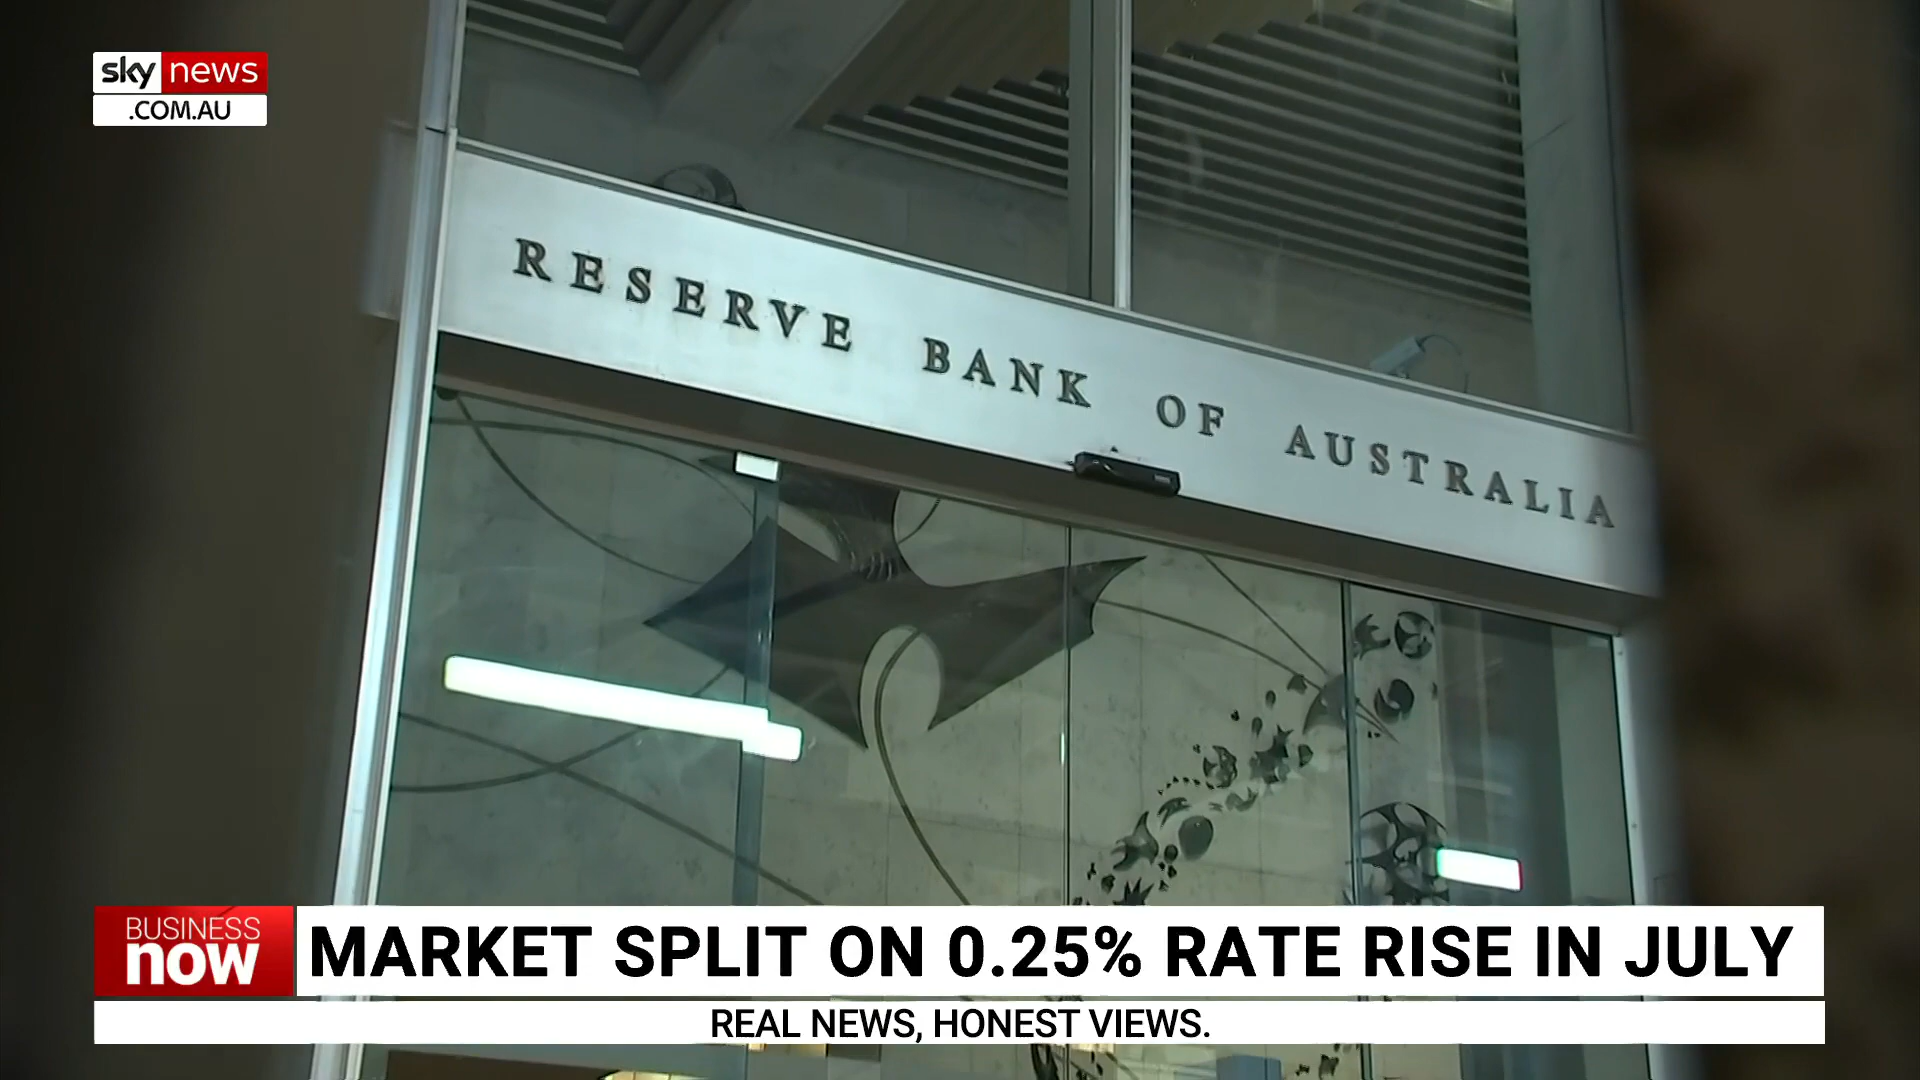 sky news
.COM.AU
RESERVE BANK OF AUSTRALIA
BUSINESS
now
MARKET SPLIT ON 0.25% RATE RISE IN JULY
REAL NEWS, HONEST VIEWS.